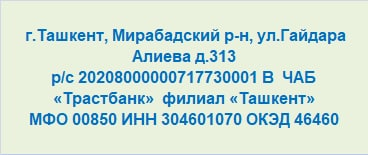 г.Ташкент, Мирабадский р-н, ул.Гайдара
Алиева д.313
р/с 20208000000717730001 В ЧАБ
«Трастбанк» филиал «Ташкент»
МФО 00850 ИНН 304601070 ОКЭД 46460